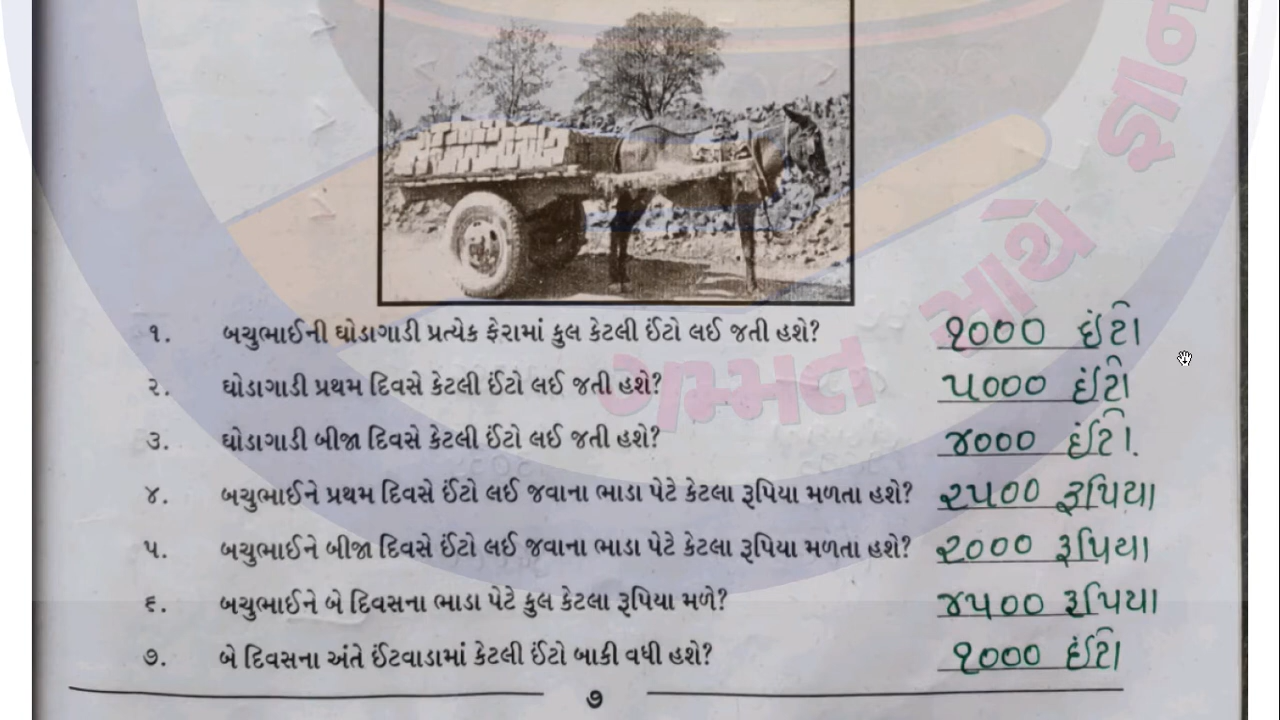 જ્ઞાન
સાથે
ગમ્મત
૧. બચુભાઈની ઘોડાગાડી પ્રત્યેક ફેરામાં કુલ કેટલી ઈંટો લઈ જતી હશે? ૧૦૦૦ ઈંટો
૨. ઘોડાગાડી પ્રથમ દિવસે કેટલી ઈંટો લઈ જતી હશે? ૫૦૦૦ ઈંટો
૩. ઘોડાગાડી બીજા દિવસે કેટલી ઈંટો લઈ જતી હશે? ૪૦૦૦ ઈંટો.
૪. બચુભાઈને પ્રથમ દિવસે ઈંટો લઈ જવાના ભાડા પેટે કેટલા રૂપિયા મળતા હશે? ૨૫૦૦ રૂપિયા
૫. બચુભાઈને બીજા દિવસે ઈંટો લઈ જવાના ભાડા પેટે કેટલા રૂપિયા મળતા હશે? ૨૦૦૦ રૂપિયા
૬. બચુભાઈને બે દિવસના ભાડા પેટે કુલ કેટલા રૂપિયા મળે? ૪૫૦૦ રૂપિયા
૭. બે દિવસના અંતે ઈંટવાડામાં કેટલી ઈંટો બાકી વધી હશે? ૧૦૦૦ ઈંટો
૭